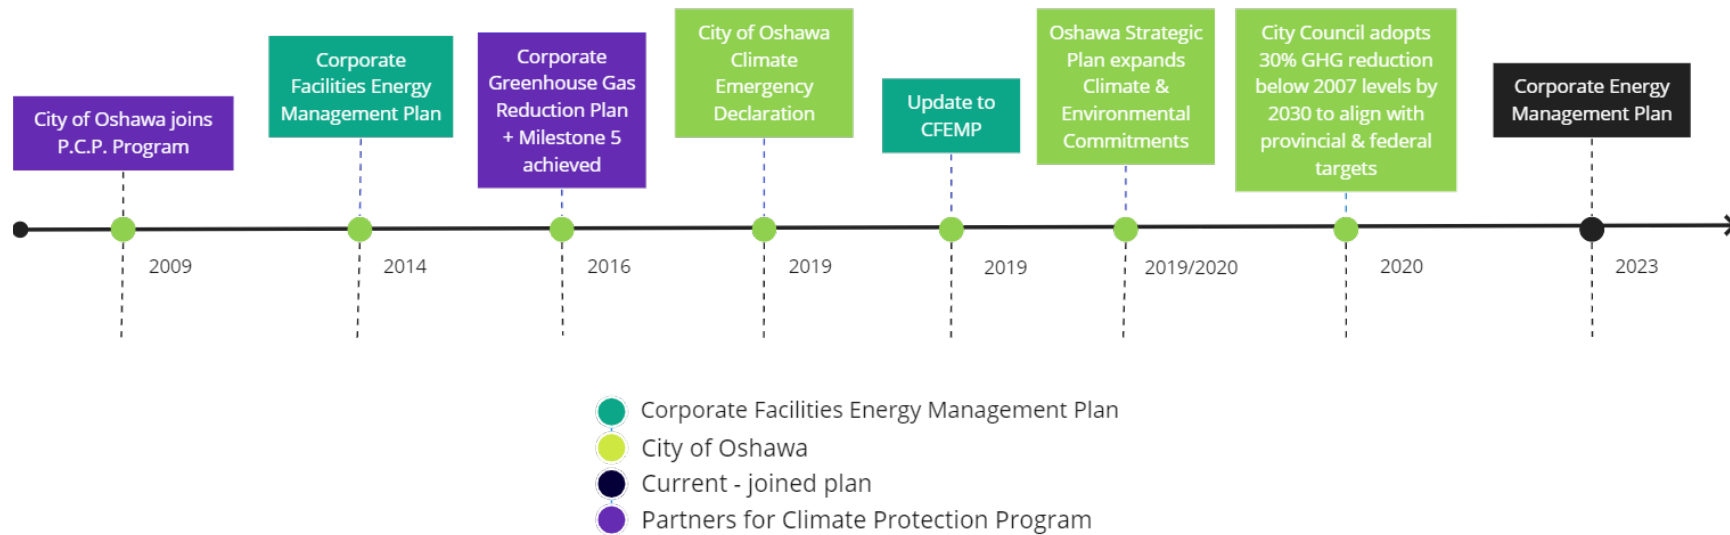 City of Oshawa joins
P.C.P. Program
Corporate
Facilities Energy
Management Plan
Corporate
Greenhouse Gas
Reduction Plan
+ Milestone 5
achieved
City of Oshawa
Climate
Emergency
Declaration
Update to
CFEMP
Oshawa Strategic
Plan expands
Climate &
Environmental
Commitments
City Council adopts
30% GHG reduction
below 2007 levels by
2030 to align with
provincial & federal
targets
Corporate Energy
Management Plan
2009
2014
2016
2019
2019
2019/2020
2020
2023
Corporate Facilities Energy Management Plan
City of Oshawa
Current - joined plan
Partners for Climate Protection Program